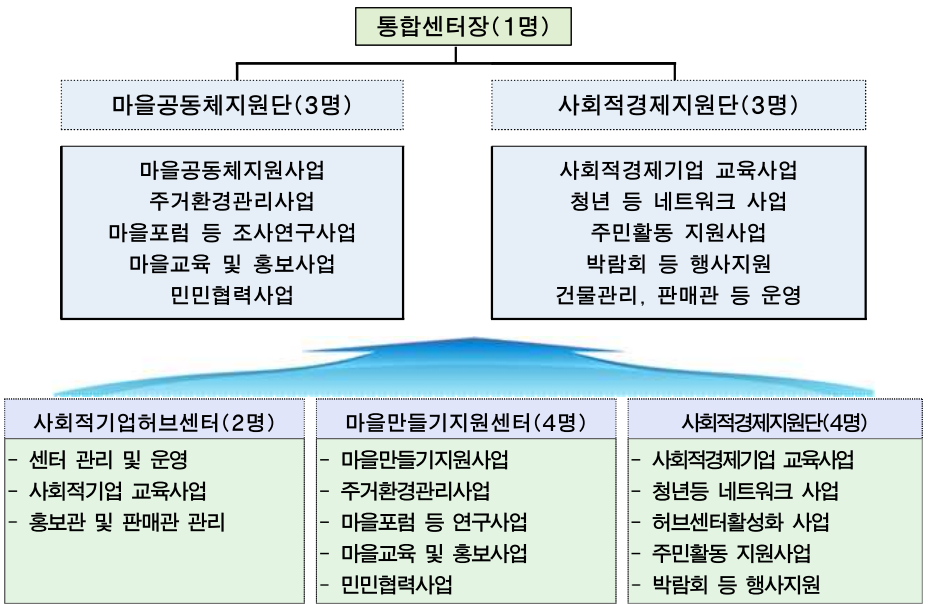 통합센터장(1명)
마을공동체지원단(3명)
마을공동체지원사업
주거환경관리사업
마을포럼 등 조사연구사업
마을교육 및 홍보사업
민민협력사업
사회적경제지원단(3명)
사회적경제기업 교육사업
청년 등 네트워크 사업
주민활동 지원사업
박람회 등 행사지원
건물관리, 판매관 등 운영
사회적기업허브센터(2명)
- 센터 관리 및 운영
- 사회적기업 교육사업
- 홍보관 및 판매관 관리
마을만들기지원센터(4명)
- 마을만들기지원사업
- 주거환경관리사업
- 마을포럼 등 연구사업
- 마을교육 및 홍보사업
- 민민협력사업
사회적경제지원단(4명)
- 사회적경제기업 교육사업
- 청년등 네트워크 사업
- 허브센터활성화 사업
- 주민활동 지원사업
- 박람회 등 행사지원